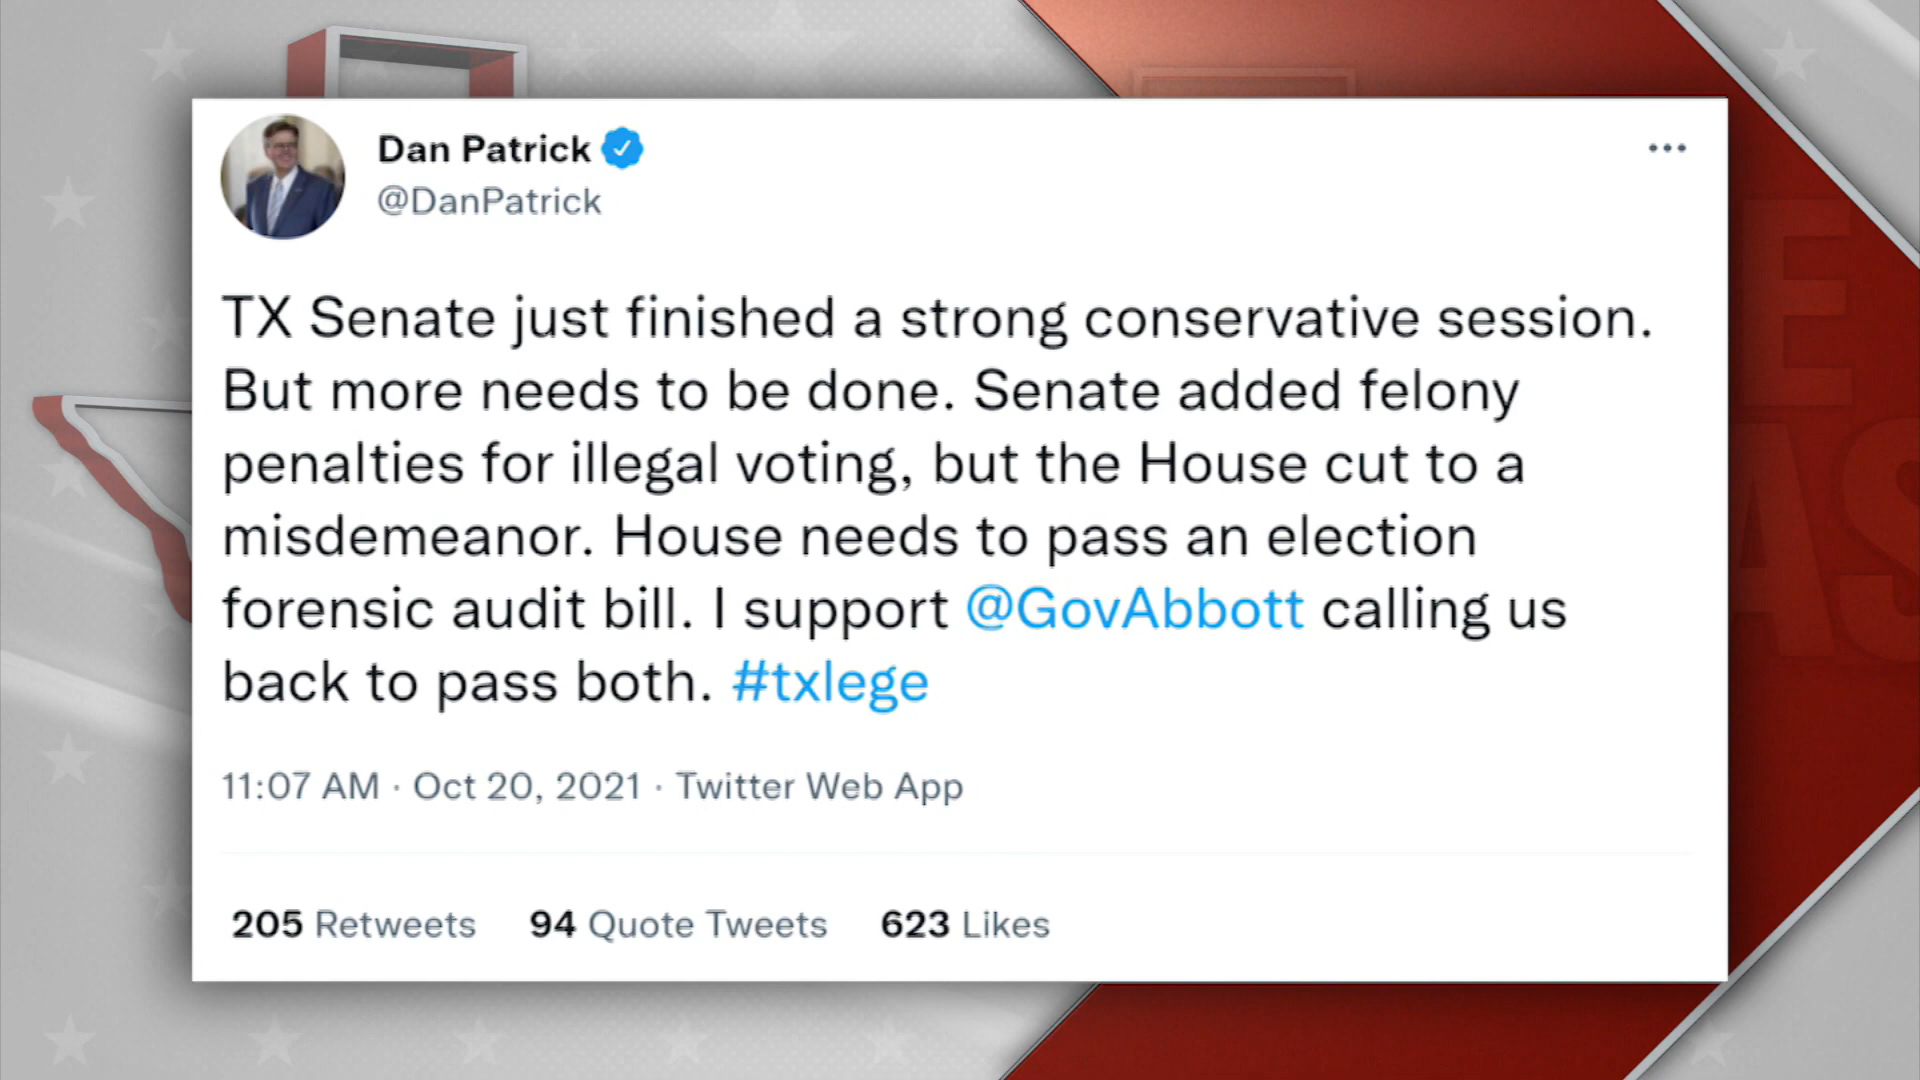 Dan Patrick
@DanPatrick
TX Senate just finished a strong conservative session.
But more needs to be done. Senate added felony
penalties for illegal voting, but the House cut to a
misdemeanor. House needs to pass an election
forensic audit bill. I support @GovAbbott calling us
back to pass both. #txlege
11:07 AM · Oct 20, 2021 · Twitter Web App
205 Retweets 94 Quote Tweets 623 Likes